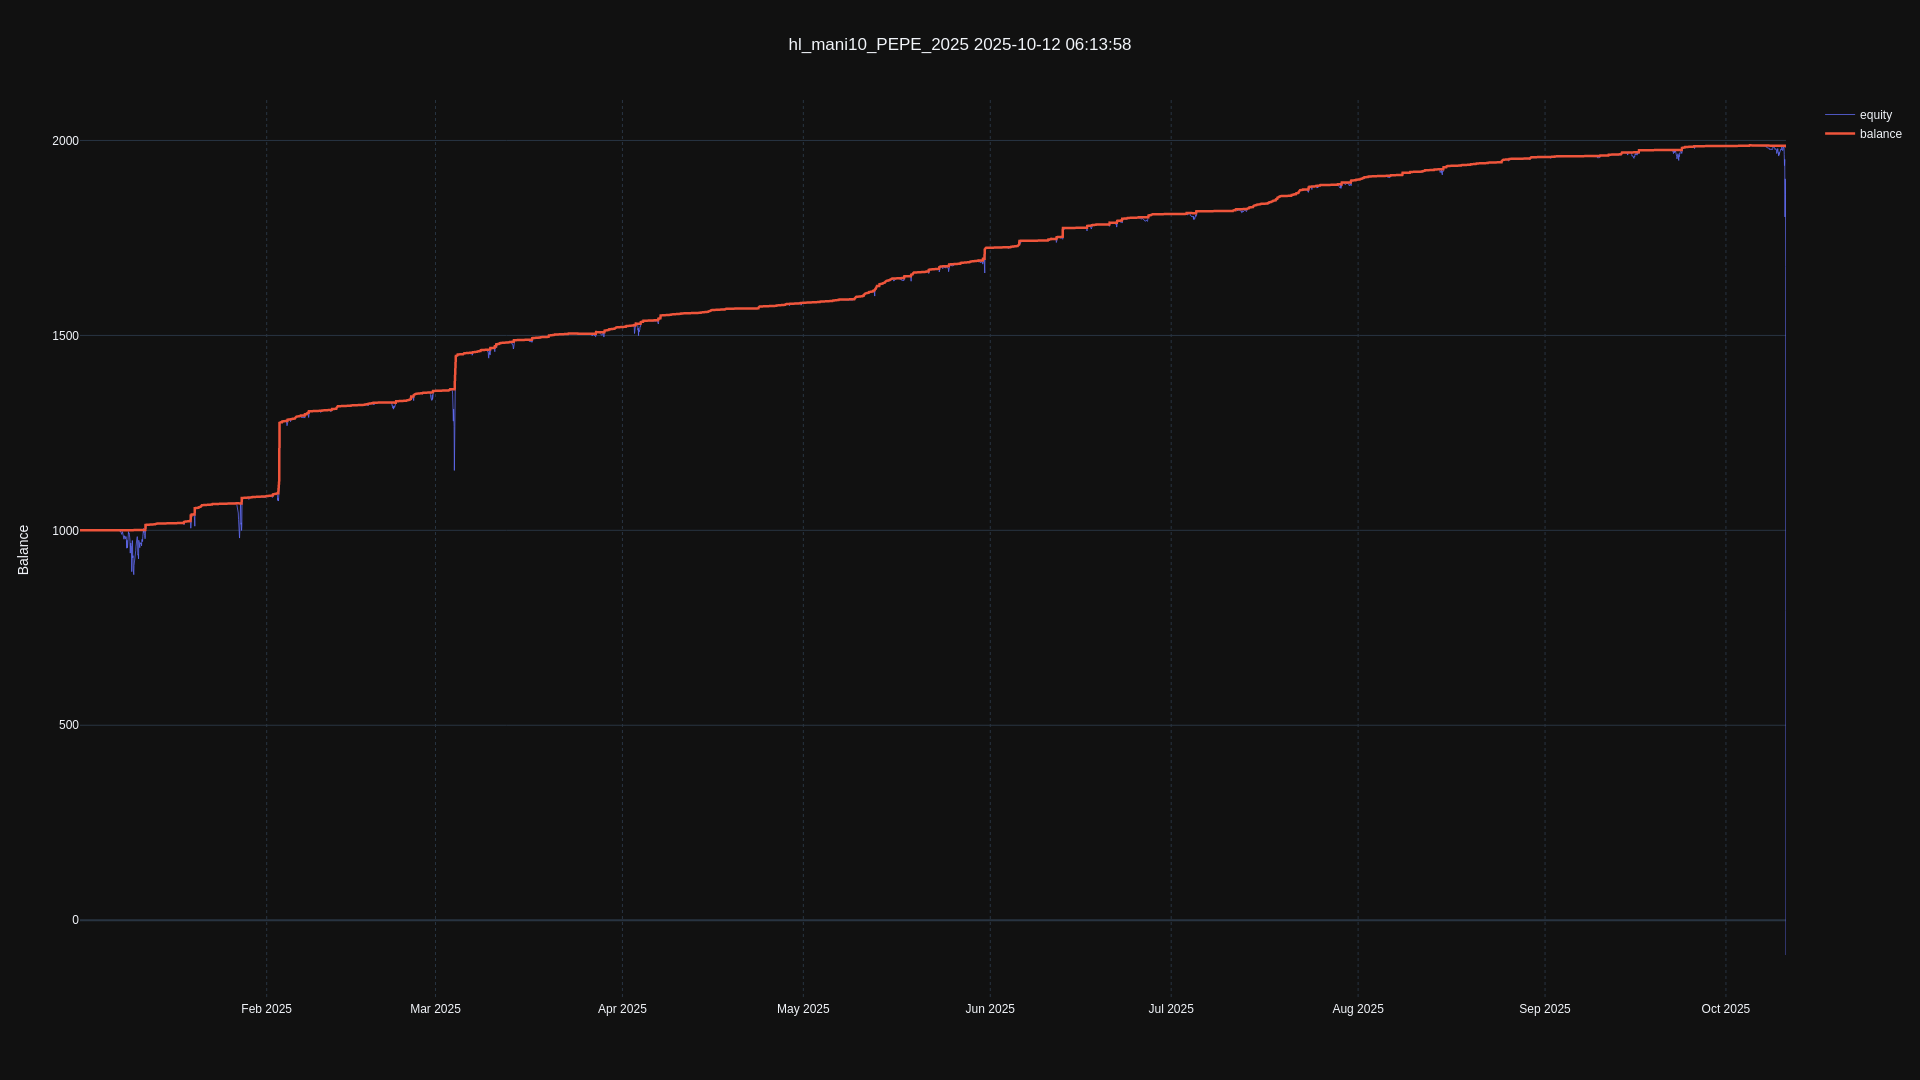 hl_mani10_PEPE_2025 2025-10-12 06:13:58
equity
balance
2000
1500
1000
500
0
Balance
Feb 2025
Mar 2025
Apr 2025
May 2025
Jun 2025
Jul 2025
Aug 2025
Sep 2025
Oct 2025